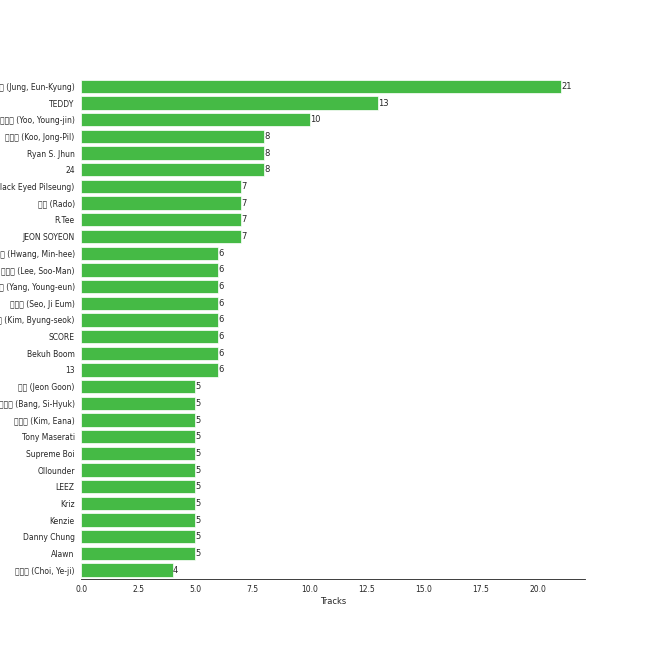 (Jung, Eun-Kyung) 21
TEDDY 13
(Yoo, Young-jin) 10
(Koo, Jong-Pil) 8
Ryan S. Jhun 8
24 8
lack Eyed Pilseung) 7
(Rado) 7
R.Tee 7
JEON SOYEON 7
(Hwang, Min-hee) 6
(Lee, Soo-Man) 6
(Yang, Young-eun) 6
(Seo, Ji Eum) 6
(Kim, Byung-seok) 6
SCORE 6
Bekuh Boom 6
13 6
(Jeon Goon) 5
(Bang, Si-Hyuk) 5
(Kim, Eana) 5
Tony Maserati 5
Supreme Boi 5
Ollounder 5
LEEZ 5
Kriz 5
Kenzie 5
Danny Chung 5
Alawn 5
(Choi, Ye-ji) 4
0.0 2.5 5.0 7.5 10.0 12.5 15.0 17.5 20.0
Tracks